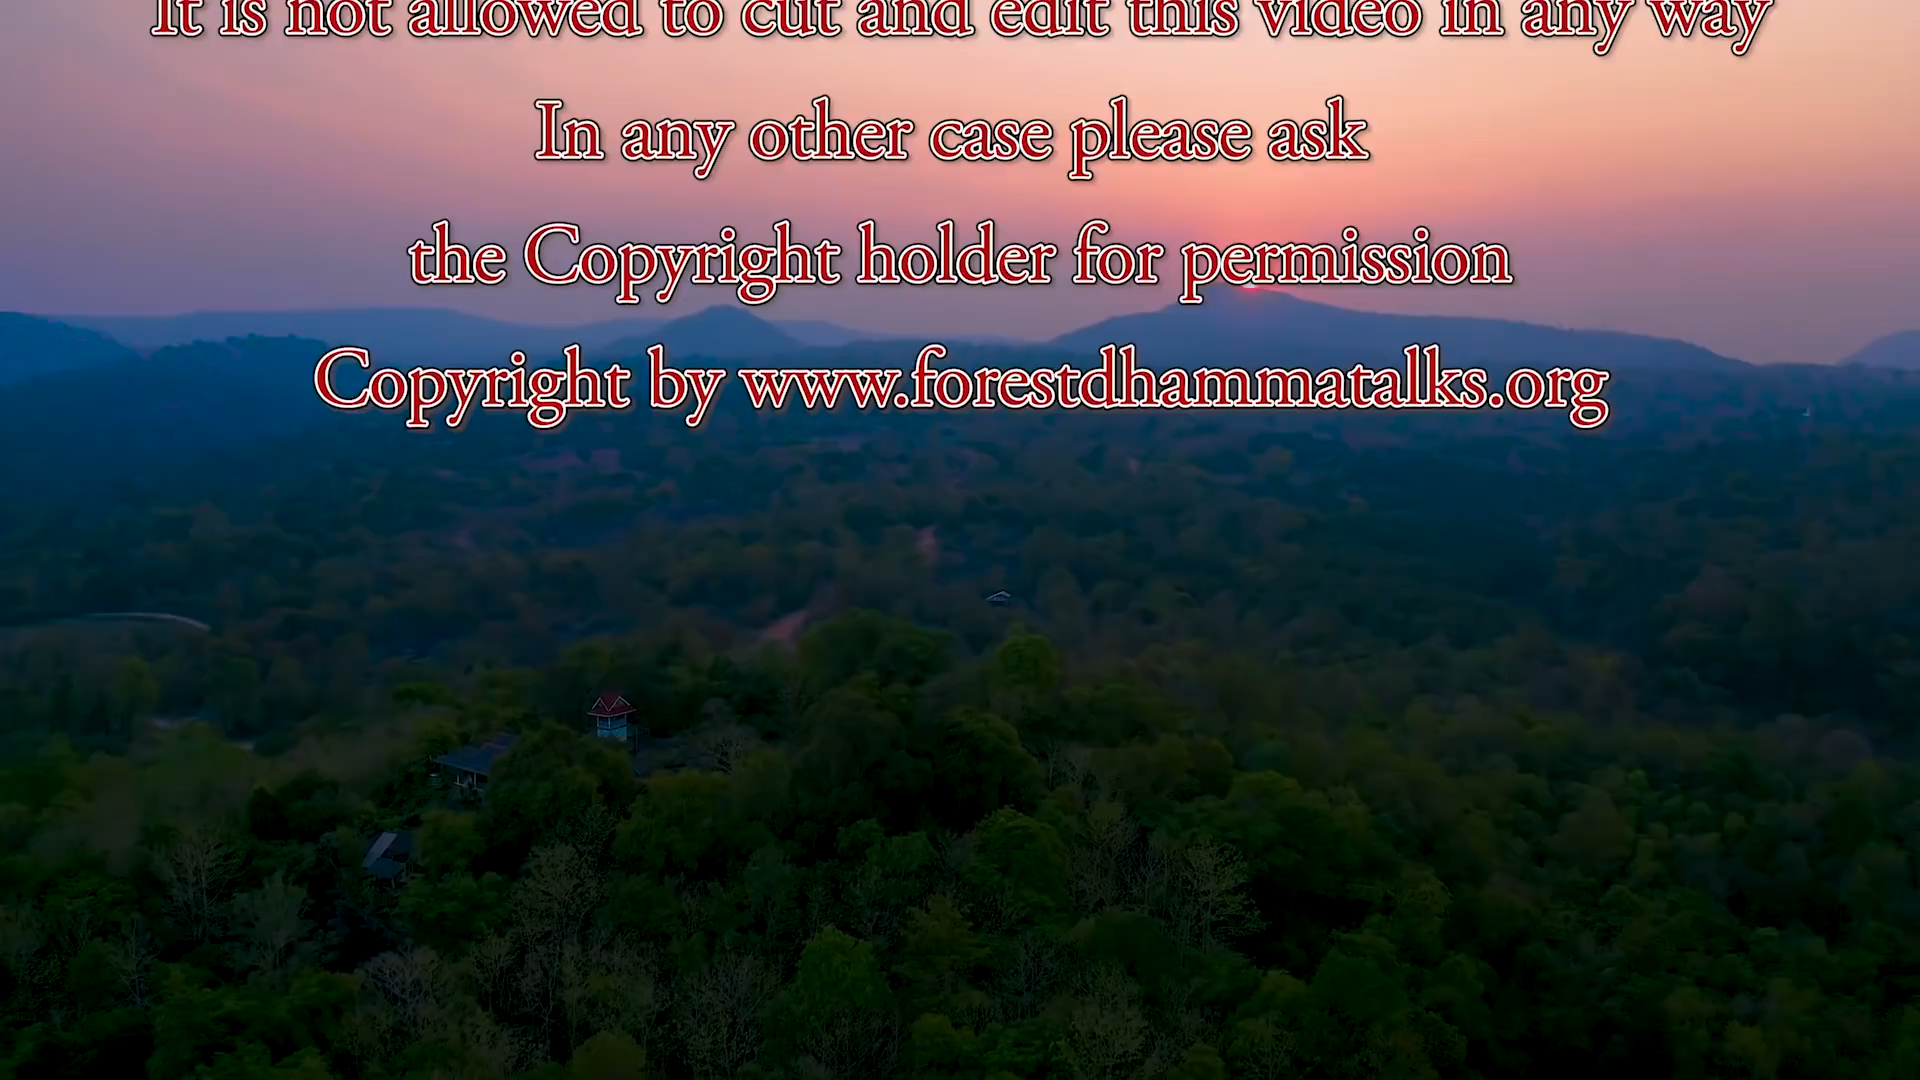 It is not allowed to cut and edit this video in any way
In any other case please ask
the Copyright holder for permission
Copyright by www.forestdhammatalks.org